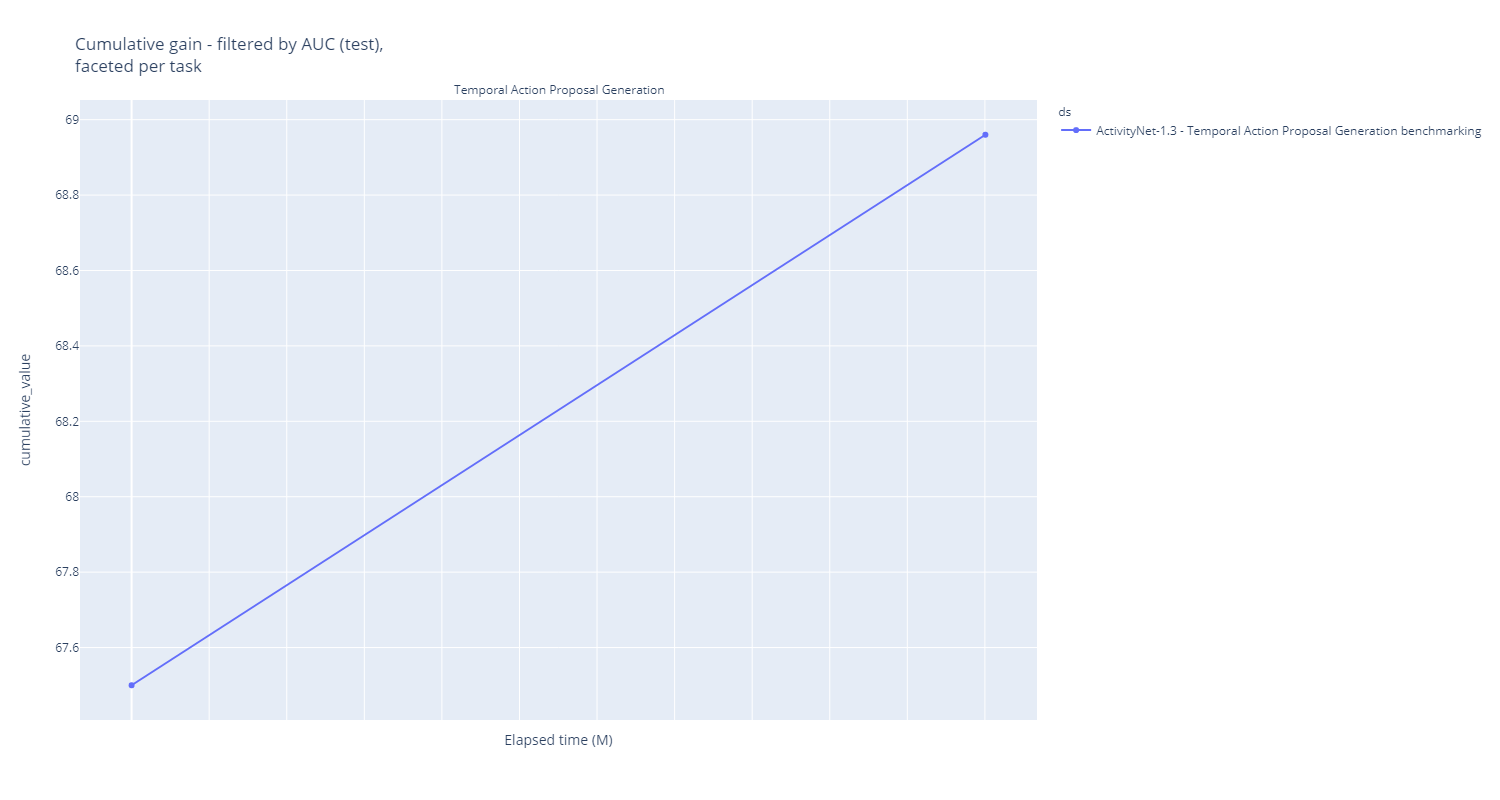 Cumulative gain - filtered by AUC (test),
faceted per task
Temporal Action Proposal Generation
ds
ActivityNet-1.3 - Temporal Action Proposal Generation benchmarking
69
68.8
68.6
68.4
68.2
68
67.8
67.6
cumulative_value
Elapsed time (M)